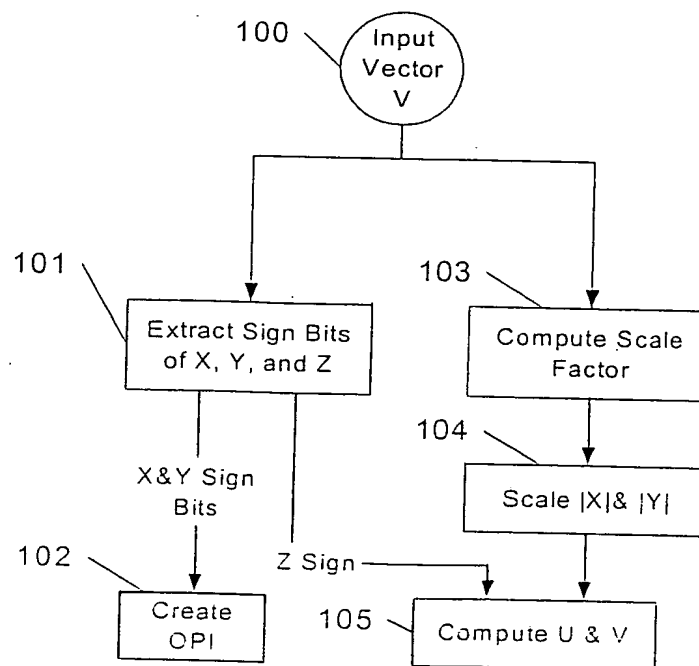 100
Input
Vector
V
101
Extract Sign Bits
of X, Y, and Z
103
Compute Scale
Factor
X&Y Sign
Bits
104
Scale |X|& |Y|
102
Create
OPI
Z Sign
105
Compute U & V